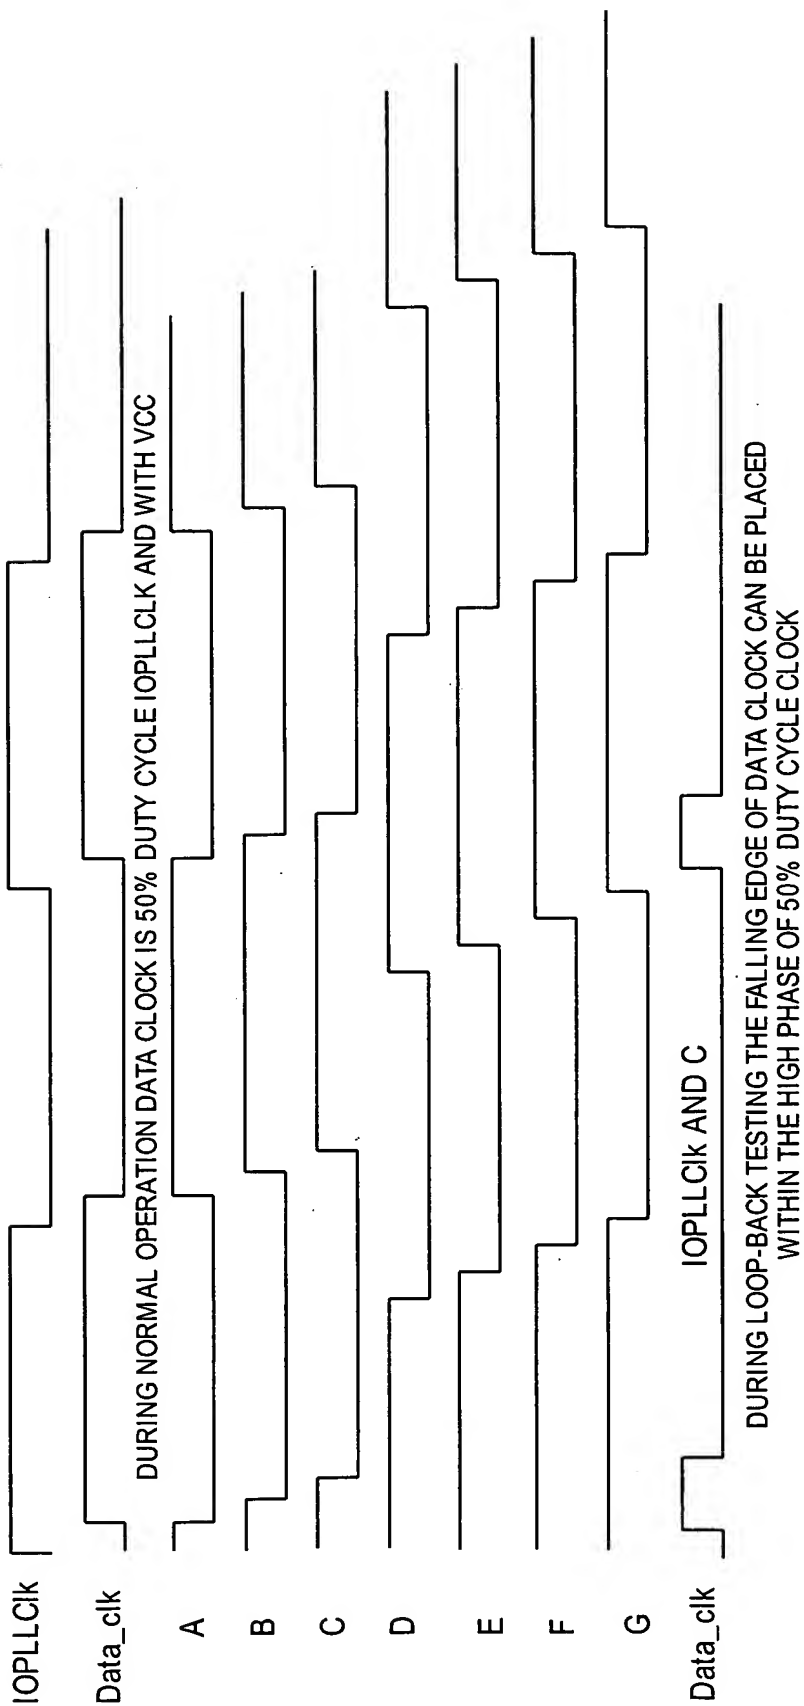 IOPLLClk
Data_clk
DURING NORMAL OPERATION DATA CLOCK IS 50% DUTY CYCLE IOPLLCLK AND WITH VCC
A
B
C
D
E
F
G
IOPLLClk AND C
Data_clk
DURING LOOP-BACK TESTING THE FALLING EDGE OF DATA CLOCK CAN BE PLACED
WITHIN THE HIGH PHASE OF 50% DUTY CYCLE CLOCK